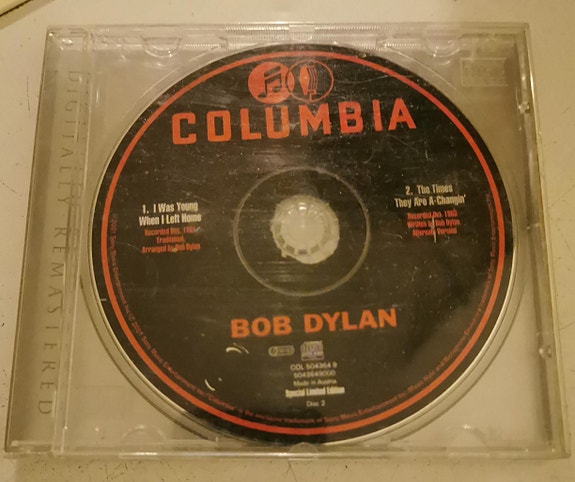 DIGITALLY REMASTERED
COLUMBIA
1. I Was Young
When I Left Home
Recorded Dec. 1961
Traditional,
Arranged by Bob Dylan
2. The Times
They Are A-Changin'
Recorded Oct. 1963
Written by Bob Dylan
Alternate Version
BOB DYLAN
COL 504364 9
5043649000
Made in Austria
Special Limited Edition
Disc 2